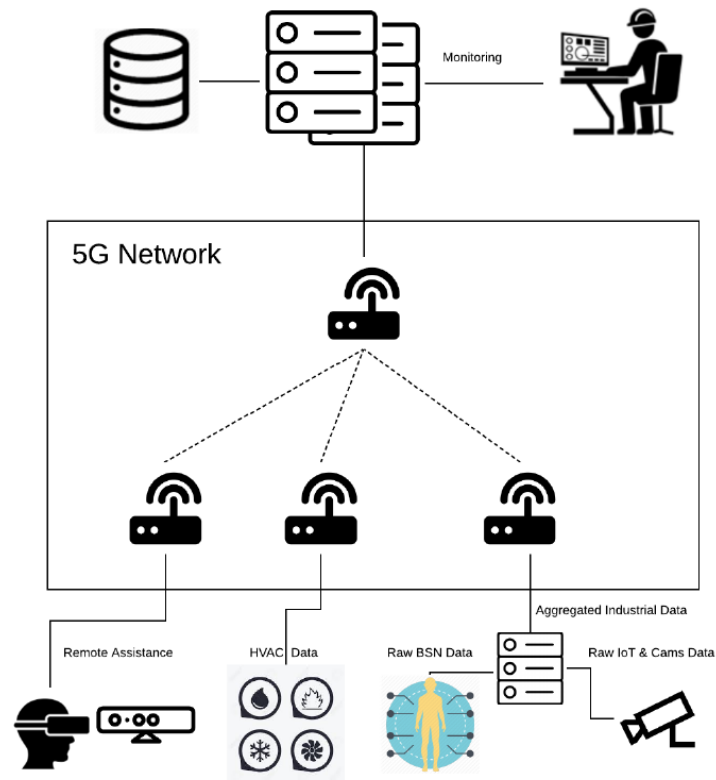 Monitoring
5G Network
Aggregated Industrial Data
Remote Assistance
HVAC Data
Raw BSN Data
Raw IoT & Cams Data